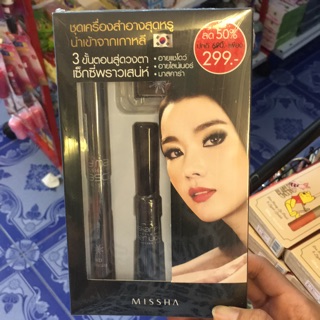 ชุดเครื่องสำอางสุดหรู
นำเข้าจากเกาหลี
3 ขั้นตอนสู่ดวงตา
เซ็กซี่พราวเสน่ห์
• อายแชโดว์
• อายไลน์เนอร์
• มาสคาร่า
ลด 50%
299.-
MISSHA